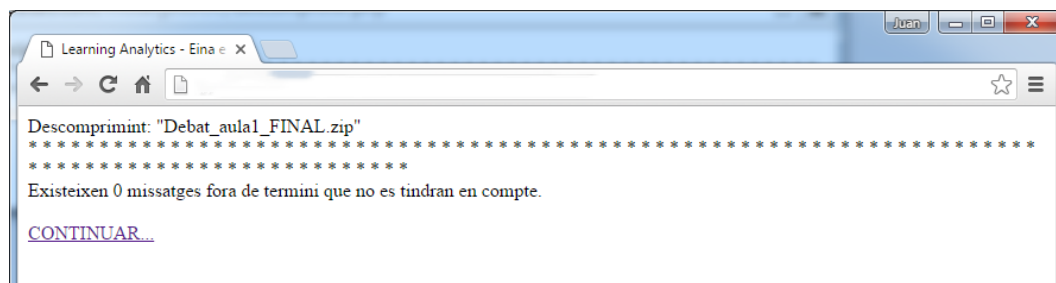 Juan
Learning Analytics - Eina e
Descomprimint: "Debat_aula1_FINAL.zip"
* * * * * * * * * * * * * * * * * * * * * * * * * * * * * * * * * * * * * * * * * * * * * * * * * * * * * * * * * * * * * * * * * * * * * * *
* * * * * * * * * * * * * * * * * * * * * * * * * * *
Existeixen 0 missatges fora de termini que no es tindran en compte.
CONTINUAR...